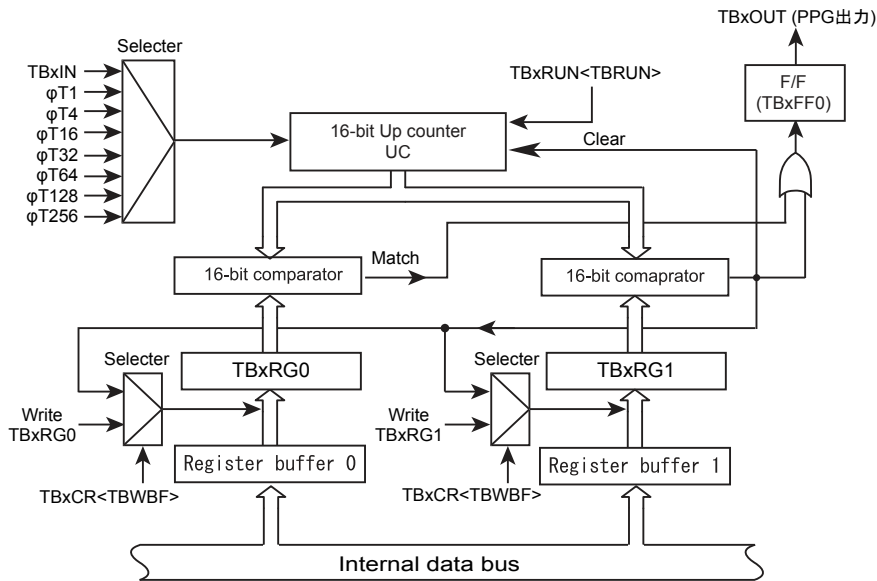 TBxOUT (PPG出力)
Selecter
TBxIN
φT1
φT4
φT16
φT32
φT64
φT128
φT256
TBxRUN<TBRUN>
F/F
(TBxFF0)
16-bit Up counter
UC
Clear
16-bit comparator
Match
16-bit comaprator
Selecter
TBxRG0
Selecter
TBxRG1
Write
TBxRG0
Write
TBxRG1
Register buffer 0
Register buffer 1
TBxCR<TBWBF>
TBxCR<TBWBF>
Internal data bus